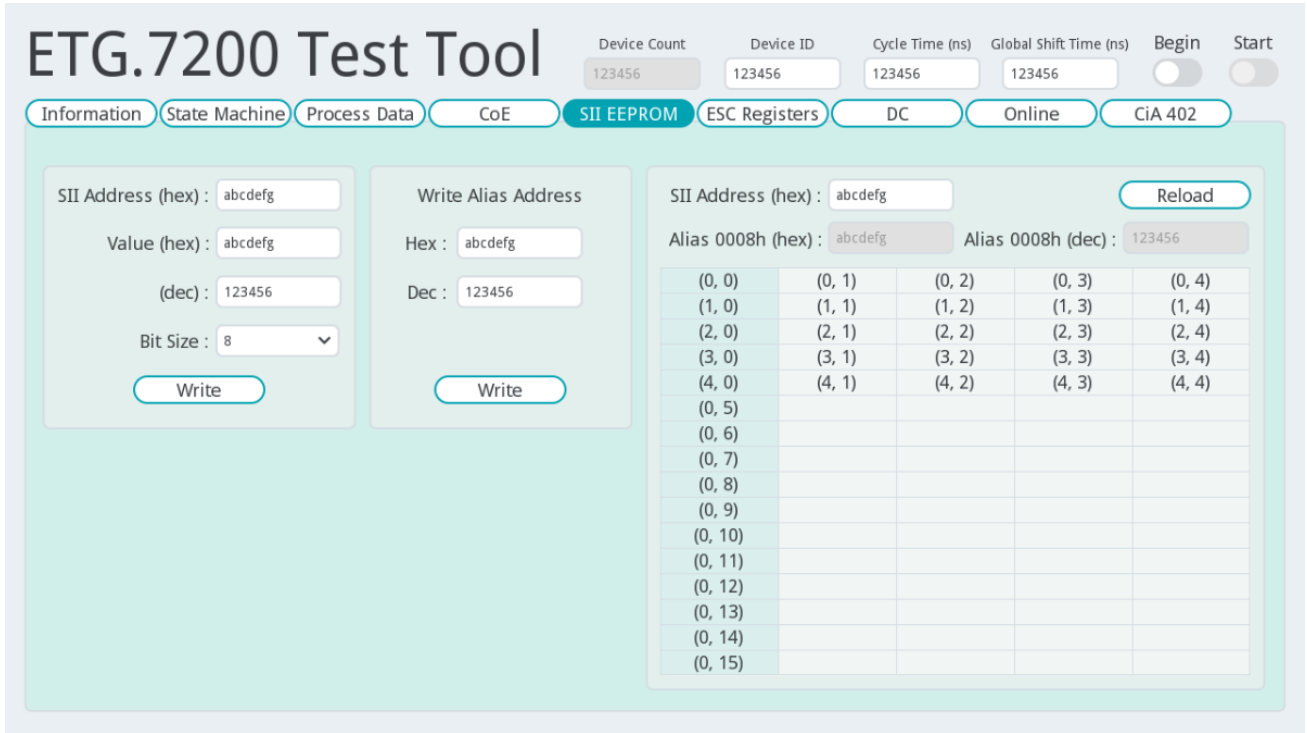 ETG.7200 Test Tool
Device Count Device ID Cycle Time (ns) Global Shift Time (ns) Begin Start
123456 123456 123456 123456
Information State Machine Process Data CoE SII EEPROM ESC Registers DC Online CiA 402
SII Address (hex) : abcdefg
Value (hex) : abcdefg
(dec) : 123456
Bit Size : 8
Write
Write Alias Address
Hex : abcdefg
Dec : 123456
Write
SII Address (hex) : abcdefg Reload
Alias 0008h (hex) : abcdefg Alias 0008h (dec) : 123456
(0, 0) (0, 1) (0, 2) (0, 3) (0, 4)
(1, 0) (1, 1) (1, 2) (1, 3) (1, 4)
(2, 0) (2, 1) (2, 2) (2, 3) (2, 4)
(3, 0) (3, 1) (3, 2) (3, 3) (3, 4)
(4, 0) (4, 1) (4, 2) (4, 3) (4, 4)
(0, 5)
(0, 6)
(0, 7)
(0, 8)
(0, 9)
(0, 10)
(0, 11)
(0, 12)
(0, 13)
(0, 14)
(0, 15)